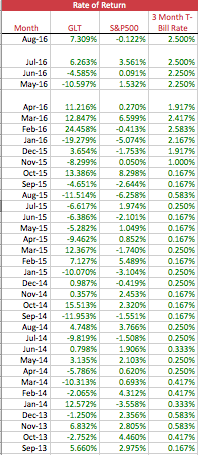 Rate of Return
3 Month T-
Month GLT S&P500 Bill Rate
Aug-16 7.309% -0.122% 2.500%
Jul-16 6.263% 3.561% 2.500%
Jun-16 -4.585% 0.091% 2.250%
May-16 -10.597% 1.532% 2.250%
Apr-16 11.216% 0.270% 1.917%
Mar-16 12.847% 6.599% 2.417%
Feb-16 24.458% -0.413% 2.583%
Jan-16 -19.279% -5.074% 2.167%
Dec-15 3.654% -1.753% 1.917%
Nov-15 -8.299% 0.050% 1.000%
Oct-15 13.386% 8.298% 0.167%
Sep-15 -4.651% -2.644% 0.167%
Aug-15 -11.514% -6.258% 0.583%
Jul-15 -6.617% 1.974% 0.250%
Jun-15 -6.386% -2.101% 0.167%
May-15 -5.282% 1.049% 0.167%
Apr-15 -9.462% 0.852% 0.167%
Mar-15 12.367% -1.740% 0.250%
Feb-15 7.127% 5.489% 0.167%
Jan-15 -10.070% -3.104% 0.250%
Dec-14 0.987% -0.419% 0.250%
Nov-14 0.357% 2.453% 0.167%
Oct-14 15.513% 2.320% 0.167%
Sep-14 -11.953% -1.551% 0.167%
Aug-14 4.748% 3.766% 0.250%
Jul-14 -9.819% -1.508% 0.250%
Jun-14 0.798% 1.906% 0.333%
May-14 3.135% 2.103% 0.250%
Apr-14 -5.786% 0.620% 0.250%
Mar-14 -10.313% 0.693% 0.417%
Feb-14 -2.065% 4.312% 0.417%
Jan-14 12.572% -3.558% 0.333%
Dec-13 -1.250% 2.356% 0.583%
Nov-13 6.832% 2.805% 0.583%
Oct-13 -2.752% 4.460% 0.417%
Sep-13 5.660% 2.975% 0.167%